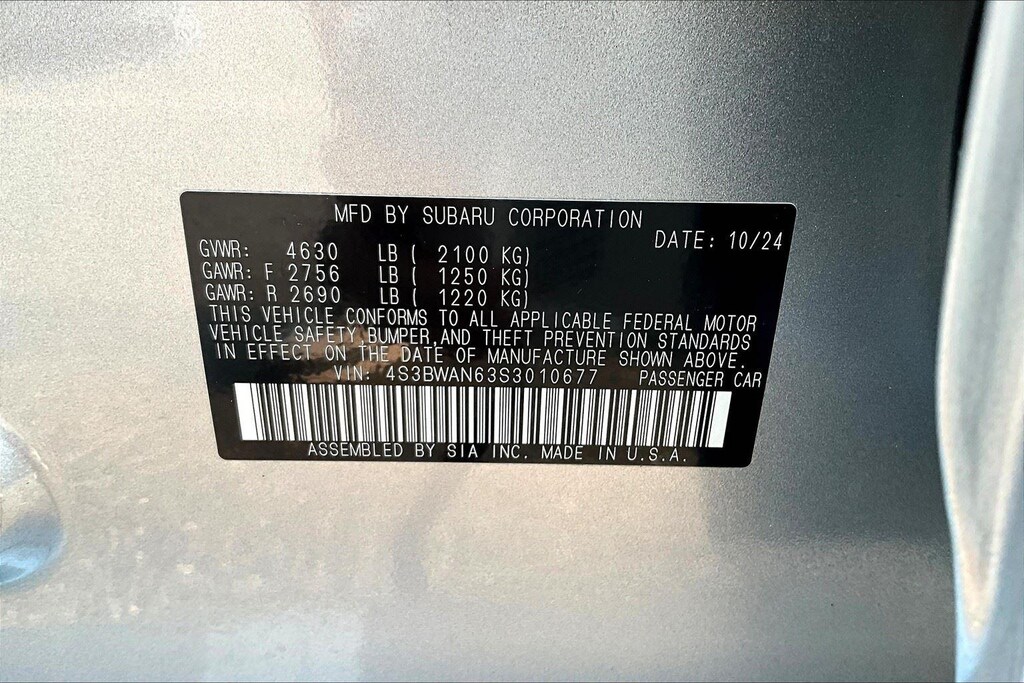 MFD BY SUBARU CORPORATION
DATE: 10/24
GVWR: 4630 LB ( 2100 KG)
GAWR: F 2756 LB ( 1250 KG)
GAWR: R 2690 LB ( 1220 KG)
THIS VEHICLE CONFORMS TO ALL APPLICABLE FEDERAL MOTOR
VEHICLE SAFETY, BUMPER, AND THEFT PREVENTION STANDARDS
IN EFFECT ON THE DATE OF MANUFACTURE SHOWN ABOVE.
VIN: 4S3BWAN63S3010677 PASSENGER CAR
ASSEMBLED BY SIA INC. MADE IN U.S.A.